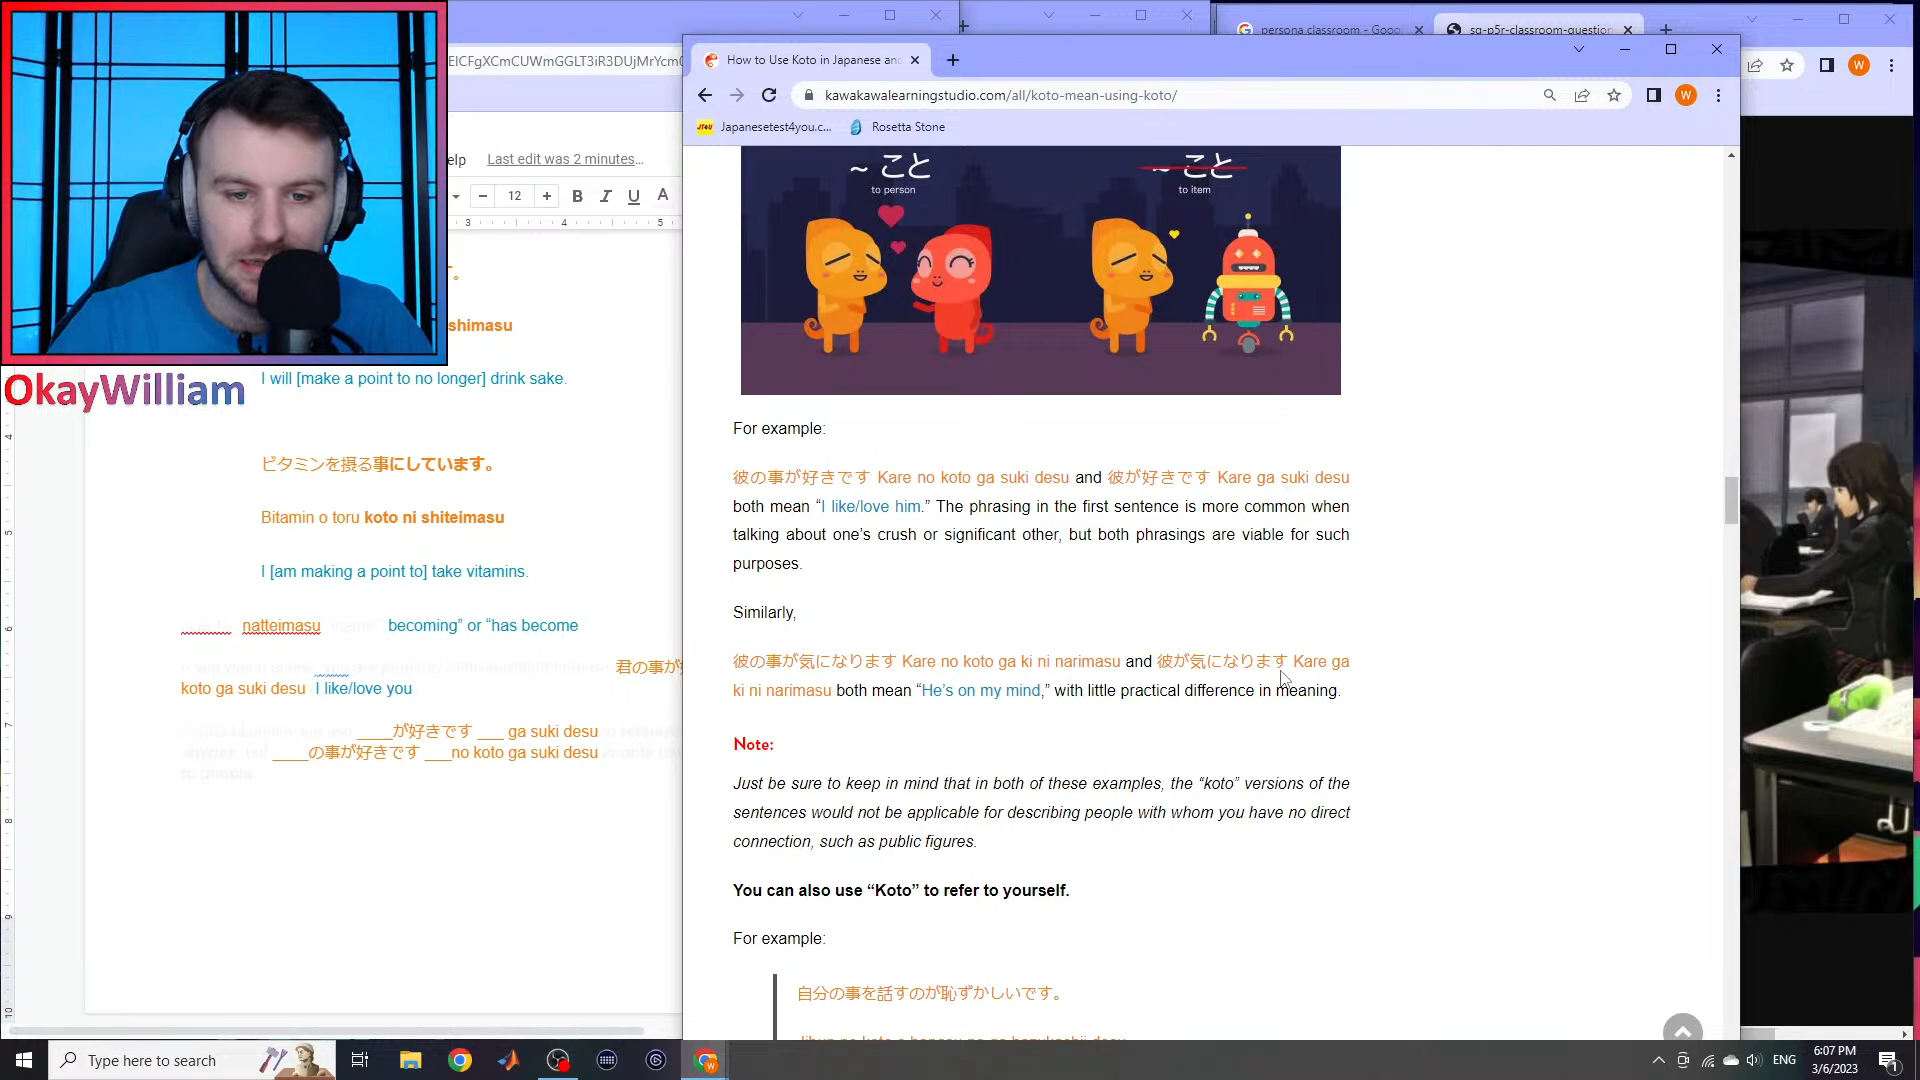 persona classroom - Goo
sg-p5r-classroom-question
How to Use Koto in Japanese an
EICFgXCmCUWmGGLT3iR3DUjMrYcm
kawakawalearningstudio.com/all/koto-mean-using-koto/
W
W
JT4U Japanesetest4you.c...
Rosetta Stone
elp Last edit was 2 minutes...
12 B I U A
3 4 5
OkayWilliam
す。
shimasu
I will [make a point to no longer] drink sake.
ビタミンを摂る事にしています。
Bitamin o toru koto ni shiteimasu
I [am making a point to] take vitamins.
natteimasu becoming” or “has become
君の事が
koto ga suki desu I like/love you
____が好きです ___ ga suki desu
____の事が好きです ___no koto ga suki desu
~ こと
to person
~ こと
to item
For example:
彼の事が好きです Kare no koto ga suki desu and 彼が好きです Kare ga suki desu
both mean “I like/love him.” The phrasing in the first sentence is more common when
talking about one’s crush or significant other, but both phrasings are viable for such
purposes.
Similarly,
彼の事が気になります Kare no koto ga ki ni narimasu and 彼が気になります Kare ga
ki ni narimasu both mean “He’s on my mind,” with little practical difference in meaning.
Note:
Just be sure to keep in mind that in both of these examples, the “koto” versions of the
sentences would not be applicable for describing people with whom you have no direct
connection, such as public figures.
You can also use “Koto” to refer to yourself.
For example:
自分の事を話すのが恥ずかしいです。
Type here to search
ENG
6:07 PM
3/6/2023
1